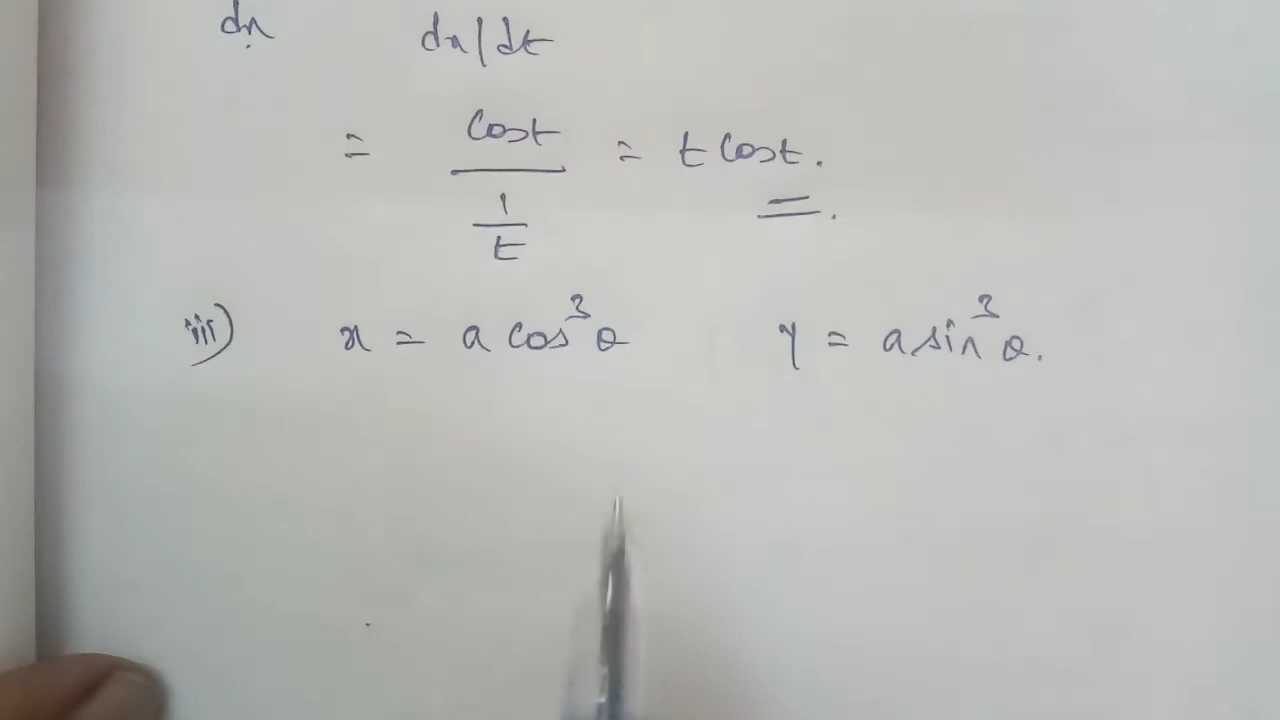 dx dx/dt
= cost / 1/t = t cost.
iii) x = a cos³θ y = a sin³θ.